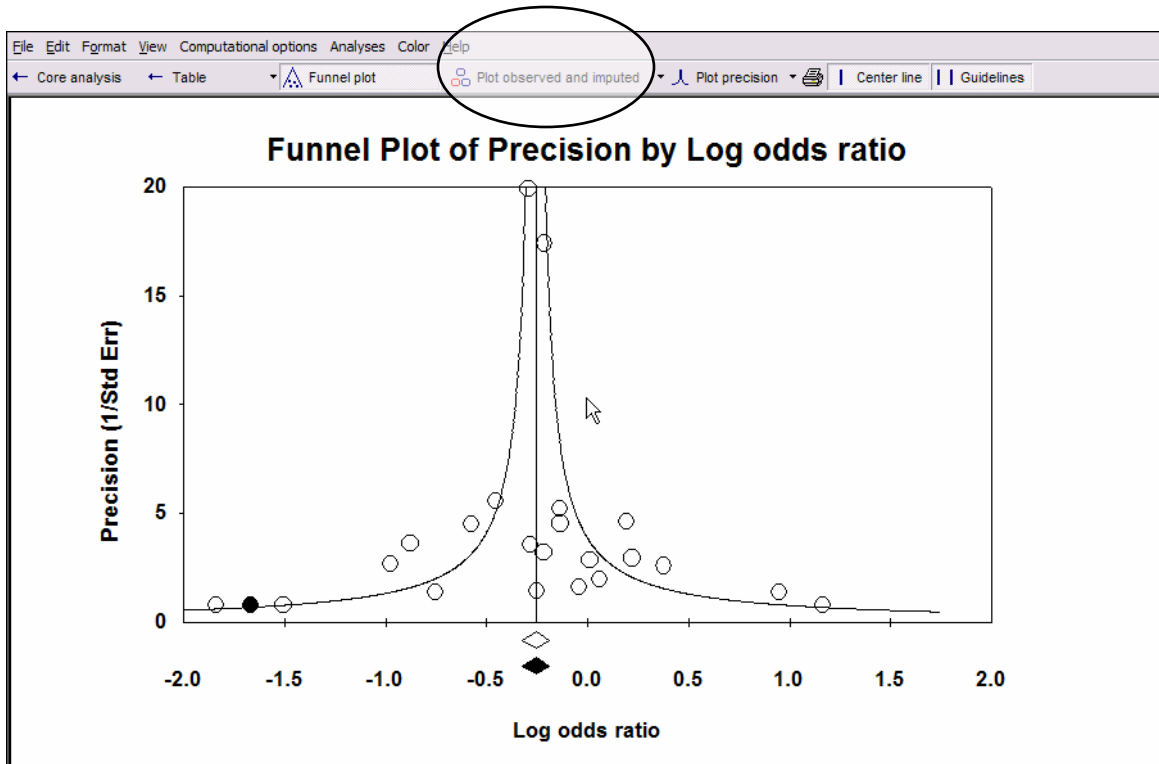 File Edit Format View Computational options Analyses Color Help
Core analysis Table Funnel plot Plot observed and imputed Plot precision Center line Guidelines
Funnel Plot of Precision by Log odds ratio
20
15
10
5
0
Precision (1/Std Err)
-2.0 -1.5 -1.0 -0.5 0.0 0.5 1.0 1.5 2.0
Log odds ratio